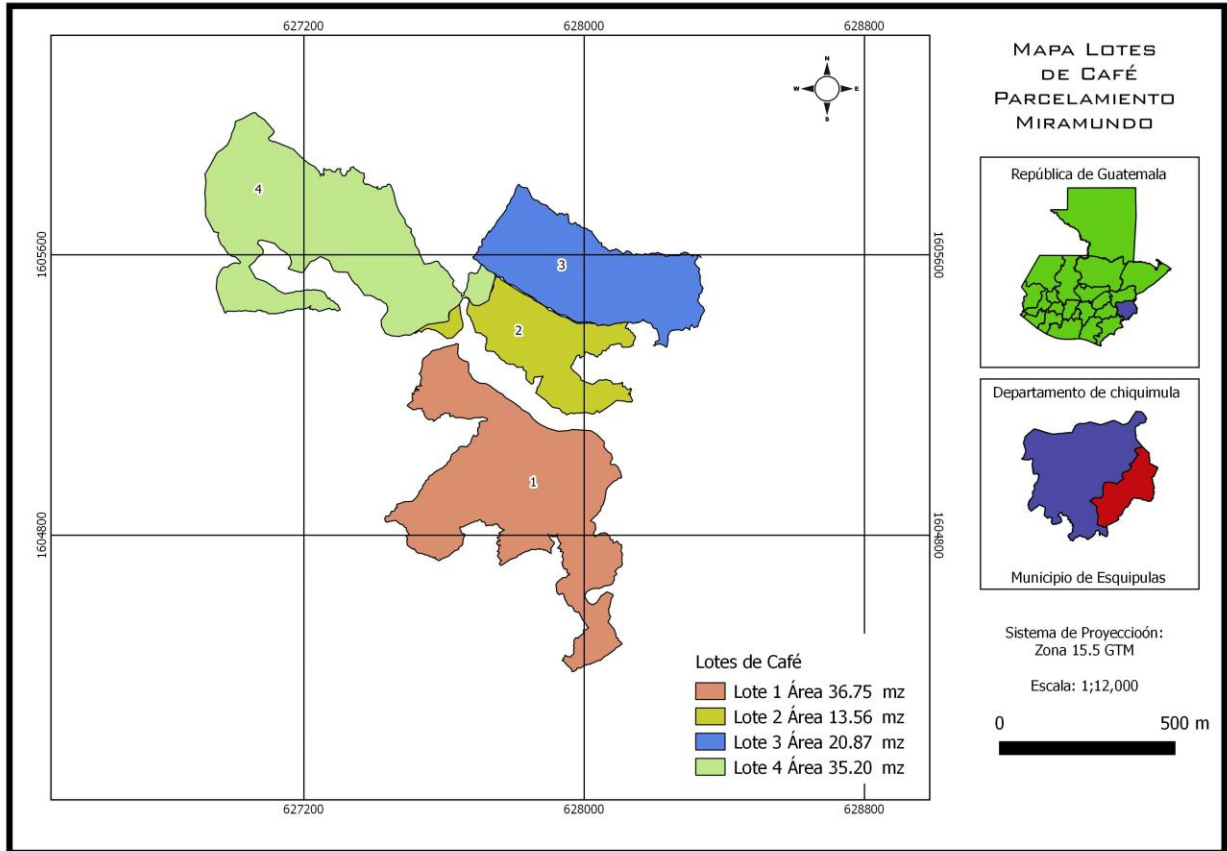 627200
628000
628800
MAPA LOTES
DE CAFÉ
PARCELAMIENTO
MIRAMUNDO
N
W
E
S
República de Guatemala
4
1605600
3
1605600
2
Departamento de chiquimula
1
1604800
1604800
Municipio de Esquipulas
Sistema de Proyeccioón:
Zona 15.5 GTM
Escala: 1;12,000
Lotes de Café
Lote 1 Área 36.75 mz
Lote 2 Área 13.56 mz
Lote 3 Área 20.87 mz
Lote 4 Área 35.20 mz
0
500 m
627200
628000
628800